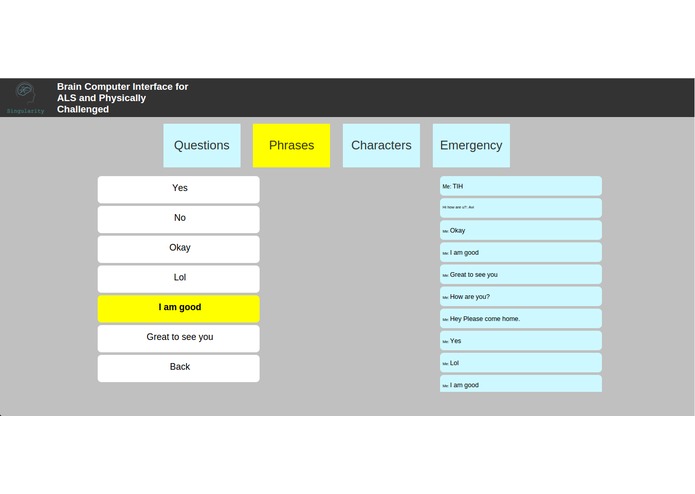 Singularity
Brain Computer Interface for
ALS and Physically
Challenged
Questions
Phrases
Characters
Emergency
Yes
No
Okay
Lol
I am good
Great to see you
Back
Me: TIH
Hi how are u?: Avi
Me: Okay
Me: I am good
Me: Great to see you
Me: How are you?
Me: Hey Please come home.
Me: Yes
Me: Lol
Me: I am good